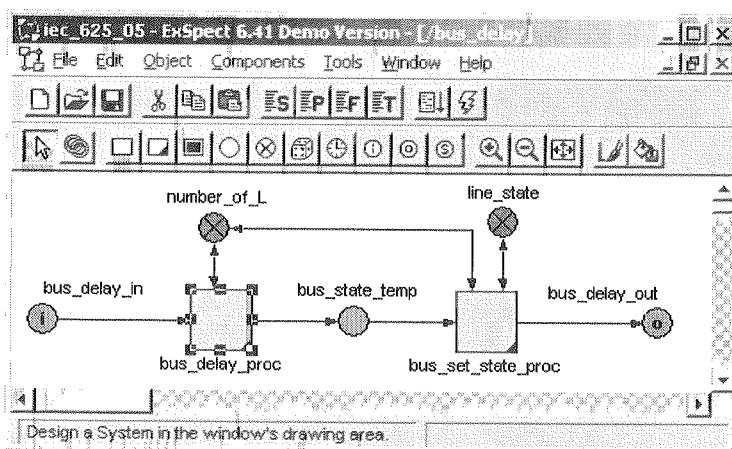 iec_625_05 - ExSpect 6.41 Demo Version - [/bus_delay]
File Edit Object Components Tools Window Help
S P F T
number_of_L line_state
bus_delay_in bus_state_temp bus_delay_out
i o
bus_delay_proc bus_set_state_proc
Design a System in the window's drawing area.